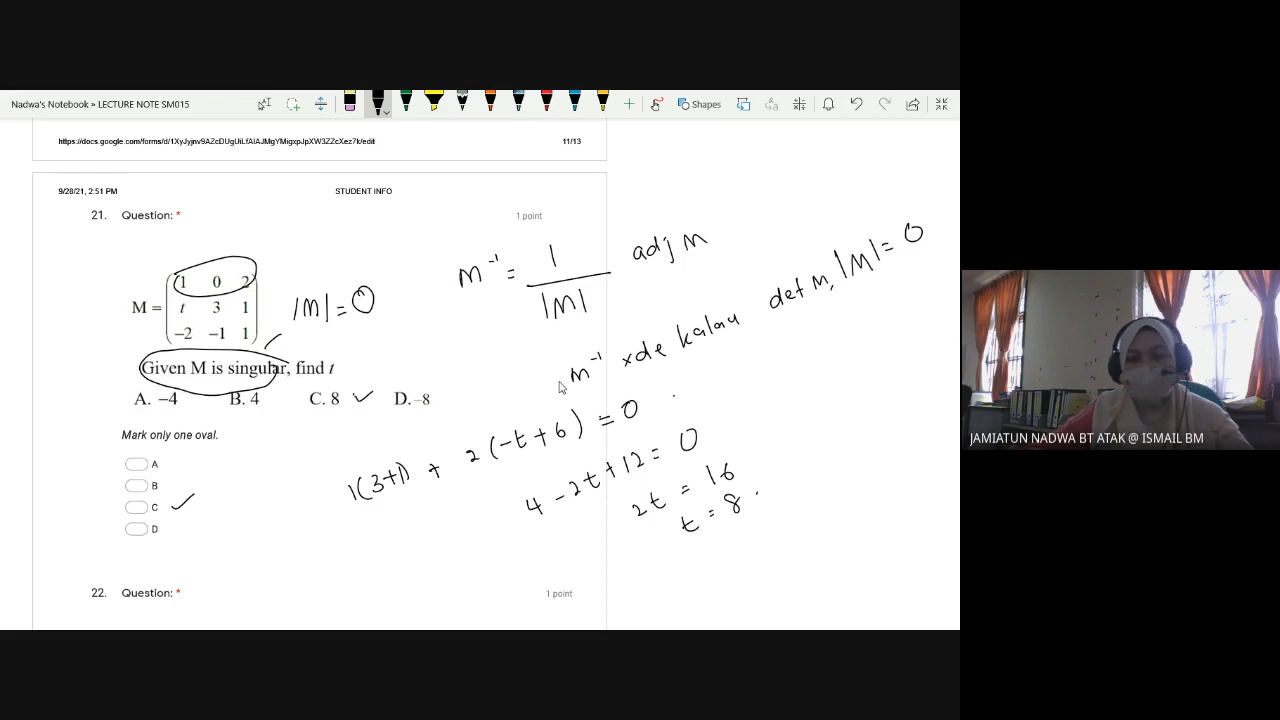 Nadwa's Notebook » LECTURE NOTE SM015
Shapes
https://docs.google.com/forms/d/1XyJyjnv9AZcDUgUiLfAlAJMgYMigxpJpXW3ZZcXez7k/edit
11/13
9/28/21, 2:51 PM
STUDENT INFO
21. Question: *
1 point
M = ( 1 0 2
t 3 1
−2 −1 1 )
|M| = 0
M⁻¹ = 1 / |M| adj M
M⁻¹ xde kalau det M, |M| = 0
Given M is singular, find t
A. −4 B. 4 C. 8 ✓ D. −8
1(3+1) + 2(-t+6) = 0
4 - 2t + 12 = 0
2t = 16
t = 8.
Mark only one oval.
A
B
C ✓
D
22. Question: *
1 point
JAMIATUN NADWA BT ATAK @ ISMAIL BM